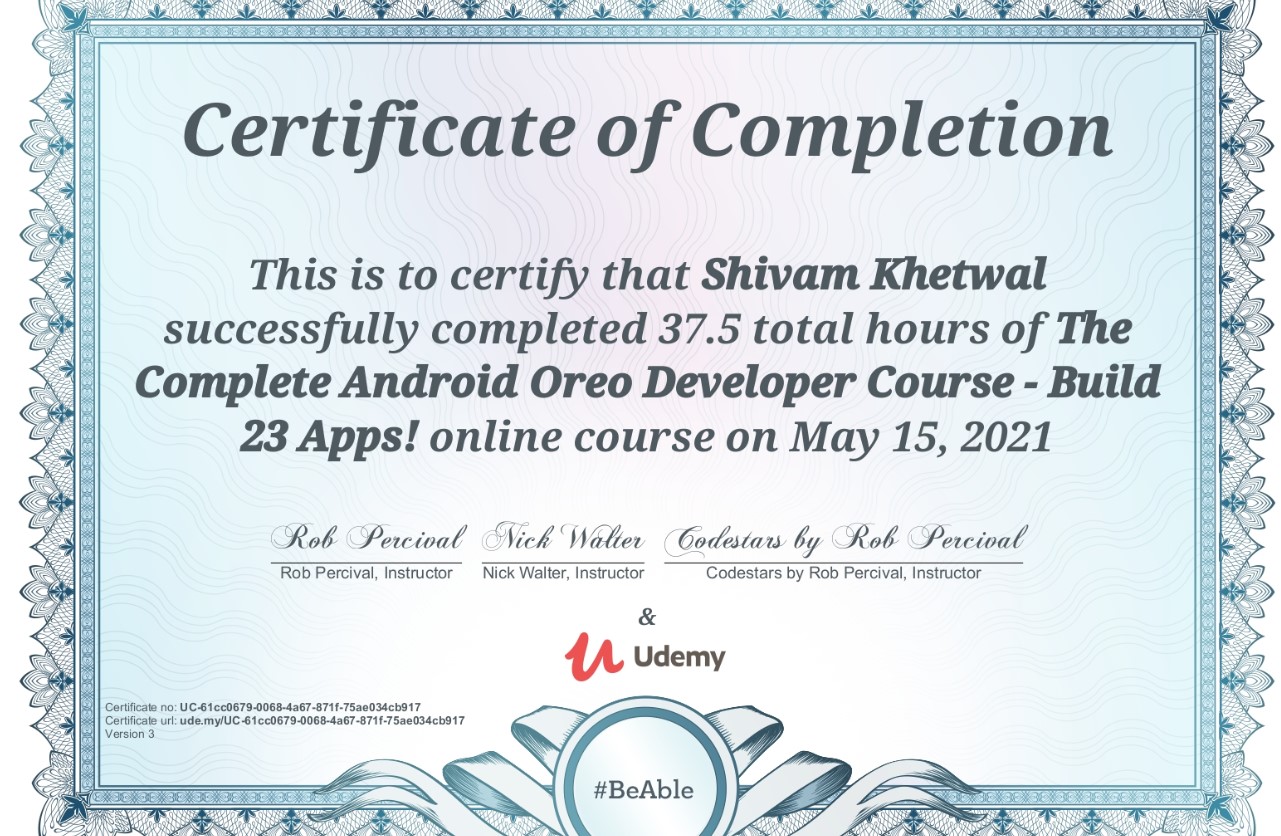 Certificate of Completion
This is to certify that Shivam Khetwal
successfully completed 37.5 total hours of The
Complete Android Oreo Developer Course - Build
23 Apps! online course on May 15, 2021
Rob Percival Nick Walter Codestars by Rob Percival
Rob Percival, Instructor Nick Walter, Instructor Codestars by Rob Percival, Instructor
&
Udemy
Certificate no: UC-61cc0679-0068-4a67-871f-75ae034cb917
Certificate url: ude.my/UC-61cc0679-0068-4a67-871f-75ae034cb917
Version 3
#BeAble